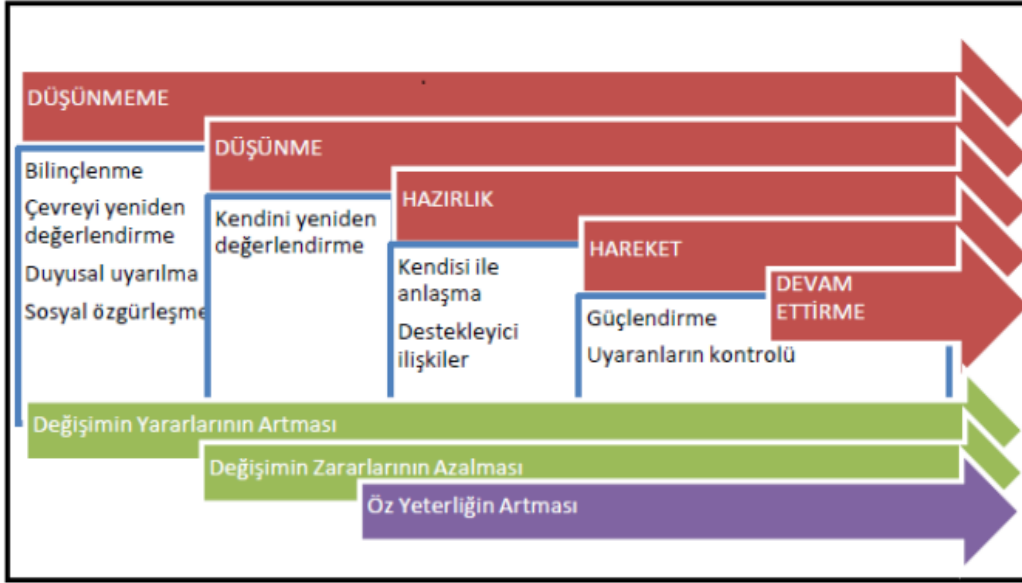 DÜŞÜNMEME
Bilinçlenme
Çevreyi yeniden
değerlendirme
Duyusal uyarılma
Sosyal özgürleşme
DÜŞÜNME
Kendini yeniden
değerlendirme
HAZIRLIK
Kendisi ile
anlaşma
Destekleyici
ilişkiler
HAREKET
Güçlendirme
Uyaranların kontrolü
DEVAM
ETTİRME
Değişimin Yararlarının Artması
Değişimin Zararlarının Azalması
Öz Yeterliğin Artması